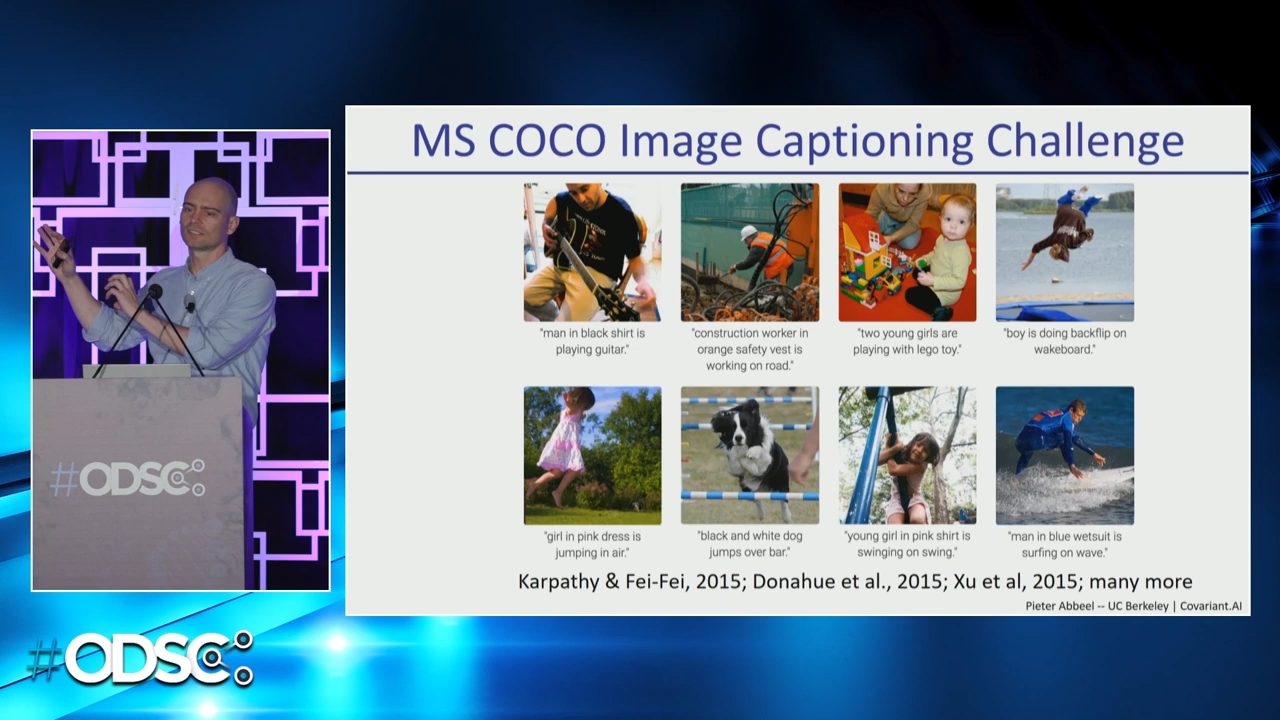 MS COCO Image Captioning Challenge
"man in black shirt is
playing guitar."
"construction worker in
orange safety vest is
working on road."
"two young girls are
playing with lego toy."
"boy is doing backflip on
wakeboard."
"girl in pink dress is
jumping in air."
"black and white dog
jumps over bar."
"young girl in pink shirt is
swinging on swing."
"man in blue wetsuit is
surfing on wave."
Karpathy & Fei-Fei, 2015; Donahue et al., 2015; Xu et al, 2015; many more
Pieter Abbeel -- UC Berkeley | Covariant.AI
#ODSC
#ODSC